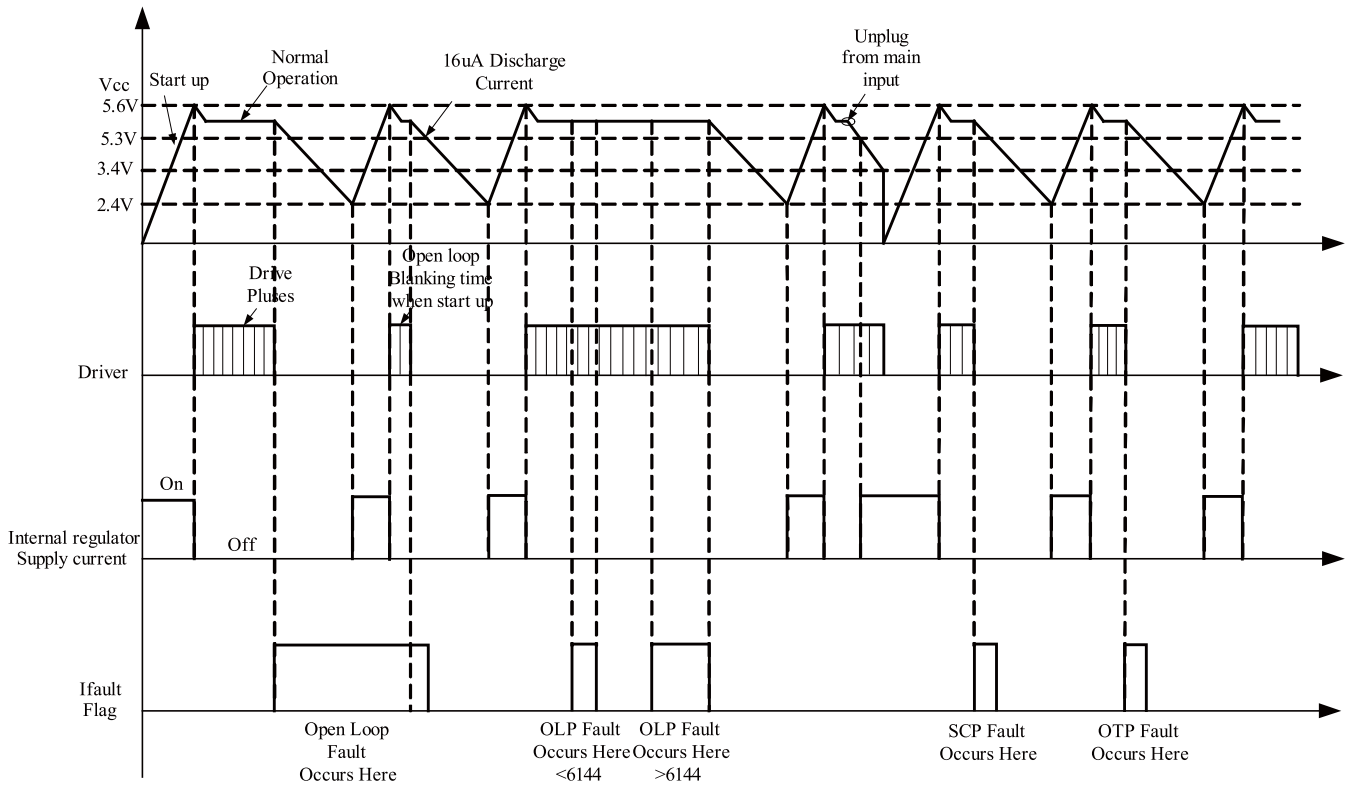 Vcc
Start up
Normal
Operation
16uA Discharge
Current
Unplug
from main
input
5.6V
5.3V
3.4V
2.4V
Drive
Pluses
Open loop
Blanking time
when start up
Driver
On
Off
Internal regulator
Supply current
Ifault
Flag
Open Loop
Fault
Occurs Here
OLP Fault
Occurs Here
<6144
OLP Fault
Occurs Here
>6144
SCP Fault
Occurs Here
OTP Fault
Occurs Here